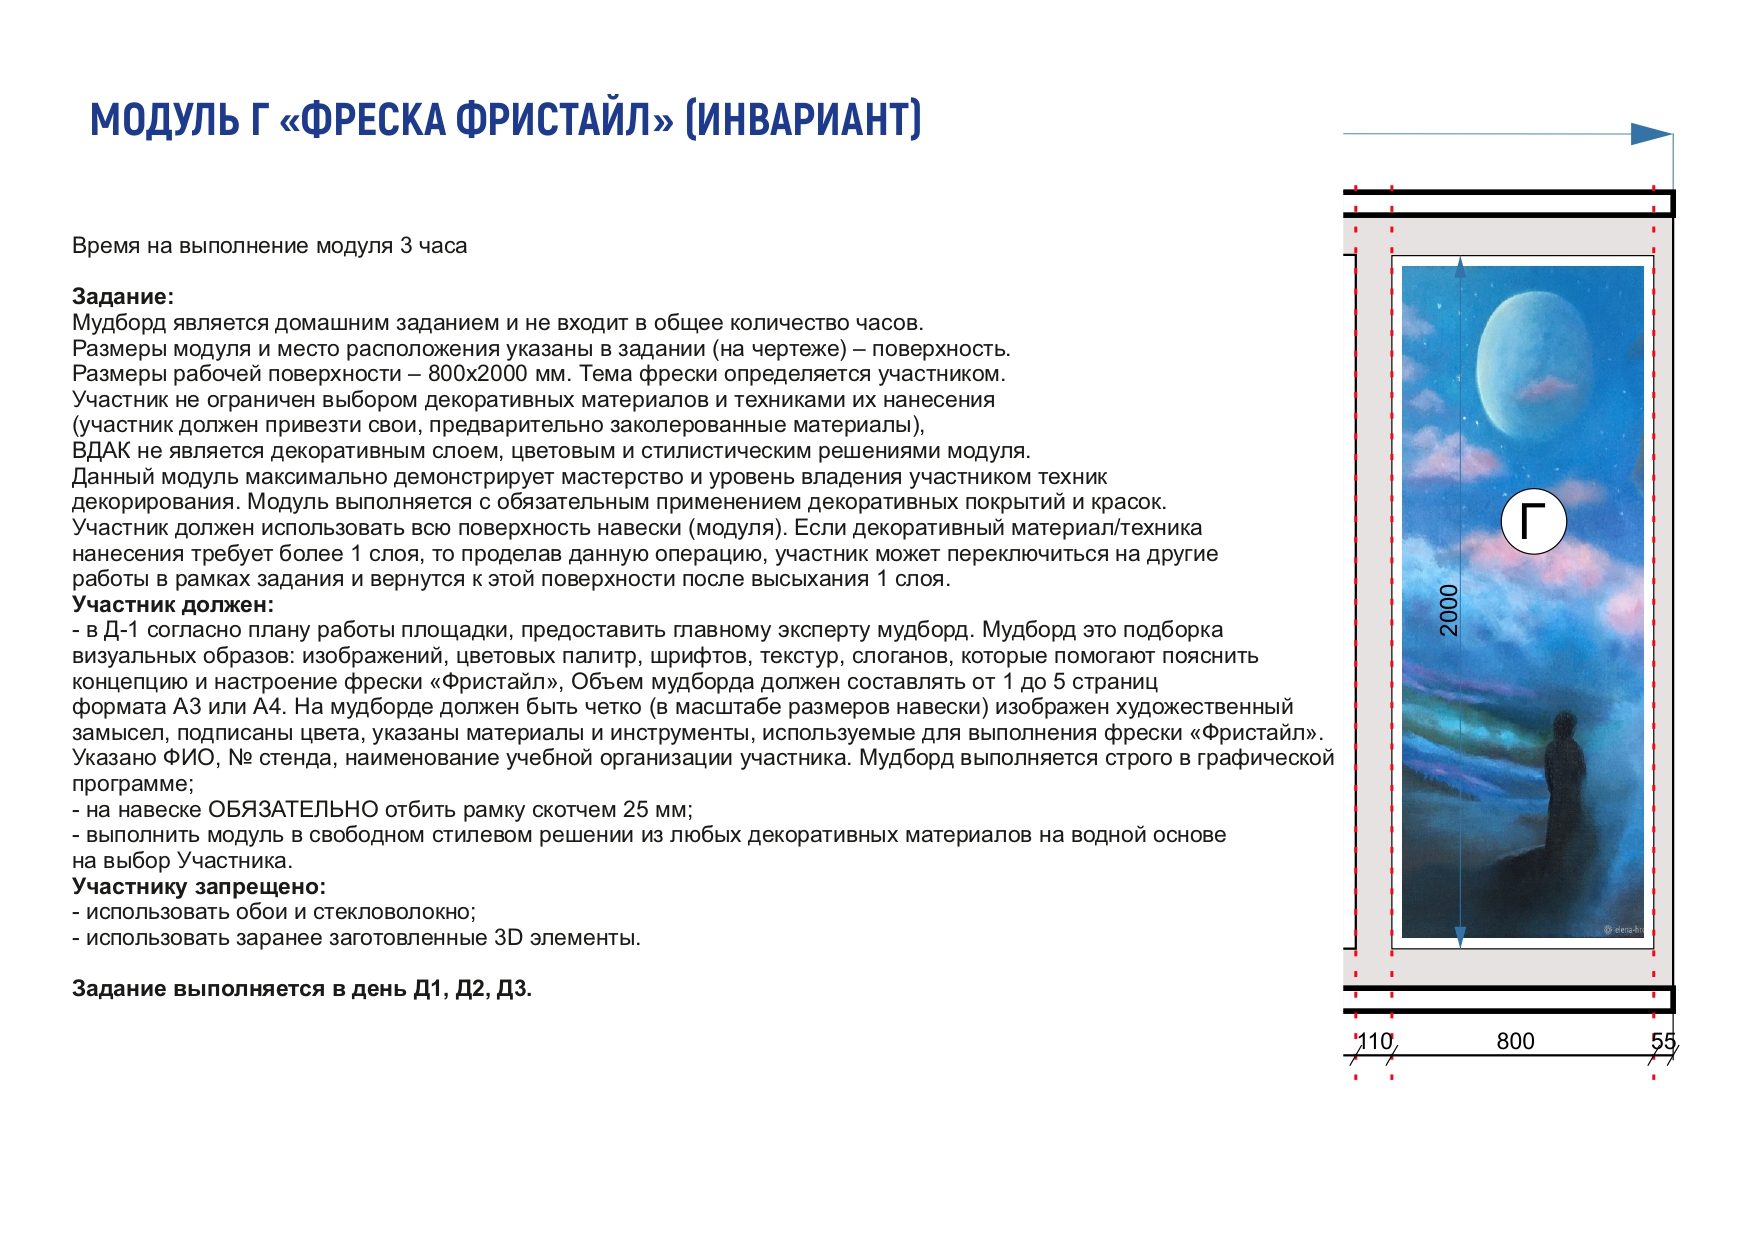 МОДУЛЬ Г «ФРЕСКА ФРИСТАЙЛ» (ИНВАРИАНТ)
Время на выполнение модуля 3 часа
Задание:
Мудборд является домашним заданием и не входит в общее количество часов.
Размеры модуля и место расположения указаны в задании (на чертеже) – поверхность.
Размеры рабочей поверхности – 800х2000 мм. Тема фрески определяется участником.
Участник не ограничен выбором декоративных материалов и техниками их нанесения
(участник должен привезти свои, предварительно заколерованные материалы),
ВДАК не является декоративным слоем, цветовым и стилистическим решениями модуля.
Данный модуль максимально демонстрирует мастерство и уровень владения участником техник
декорирования. Модуль выполняется с обязательным применением декоративных покрытий и красок.
Участник должен использовать всю поверхность навески (модуля). Если декоративный материал/техника
нанесения требует более 1 слоя, то проделав данную операцию, участник может переключиться на другие
работы в рамках задания и вернутся к этой поверхности после высыхания 1 слоя.
Участник должен:
- в Д-1 согласно плану работы площадки, предоставить главному эксперту мудборд. Мудборд это подборка
визуальных образов: изображений, цветовых палитр, шрифтов, текстур, слоганов, которые помогают пояснить
концепцию и настроение фрески «Фристайл», Объем мудборда должен составлять от 1 до 5 страниц
формата А3 или А4. На мудборде должен быть четко (в масштабе размеров навески) изображен художественный
замысел, подписаны цвета, указаны материалы и инструменты, используемые для выполнения фрески «Фристайл».
Указано ФИО, № стенда, наименование учебной организации участника. Мудборд выполняется строго в графической
программе;
- на навеске ОБЯЗАТЕЛЬНО отбить рамку скотчем 25 мм;
- выполнить модуль в свободном стилевом решении из любых декоративных материалов на водной основе
на выбор Участника.
Участнику запрещено:
- использовать обои и стекловолокно;
- использовать заранее заготовленные 3D элементы.
Задание выполняется в день Д1, Д2, Д3.
Г
2000
110
800
55